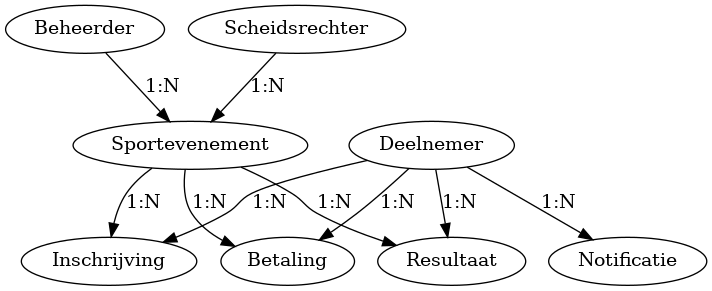 Beheerder
Scheidsrechter
1:N
1:N
Sportevenement
Deelnemer
1:N
1:N
1:N
1:N
1:N
1:N
1:N
Inschrijving
Betaling
Resultaat
Notificatie